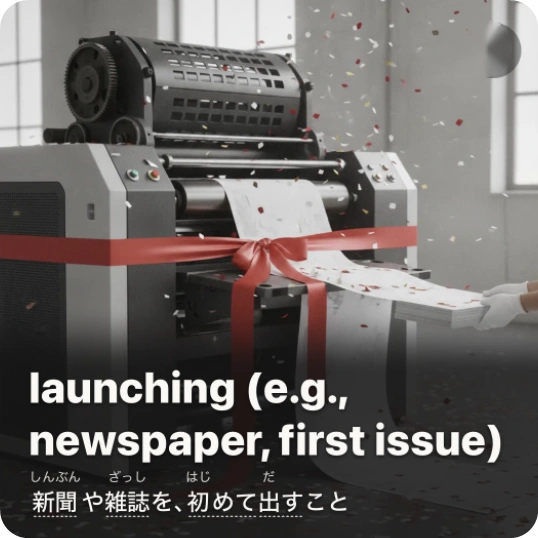 launching (e.g.,
newspaper, first issue)
しんぶん ざっし はじ だ
新聞や雑誌を、初めて出すこと